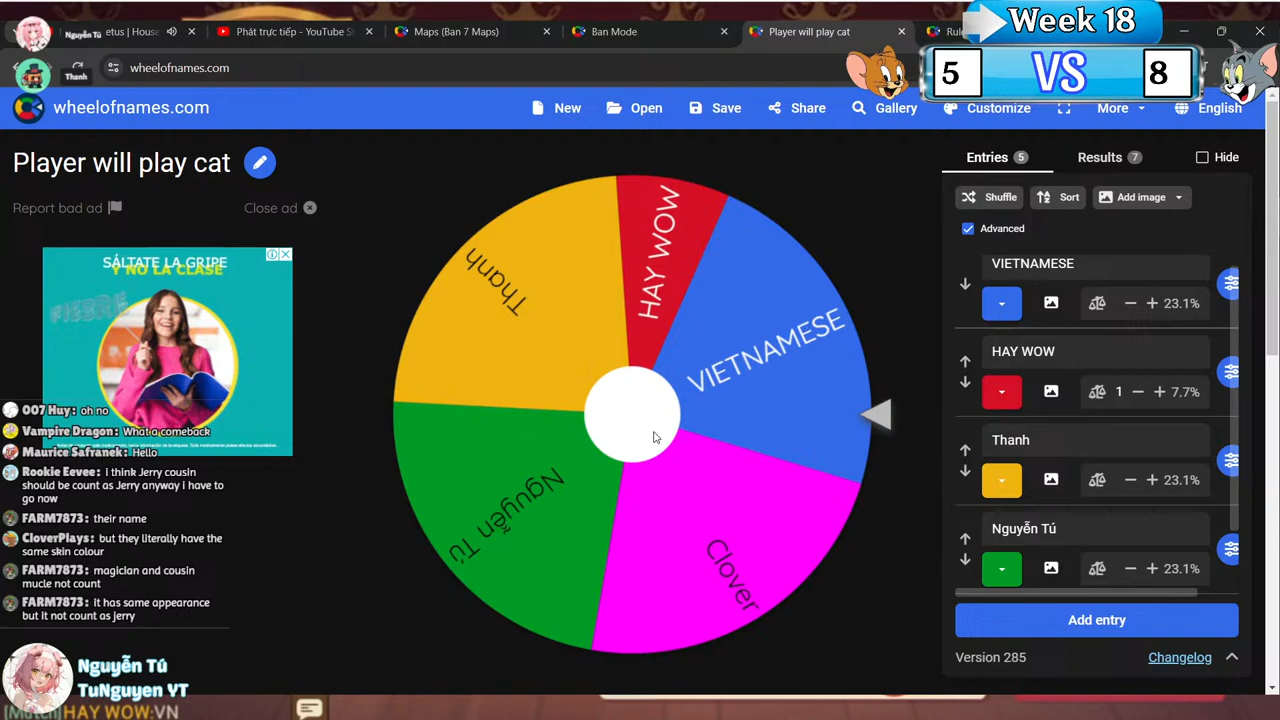 Nguyễn Tú
etus | House
Phát trực tiếp - YouTube S
Maps (Ban 7 Maps)
Ban Mode
Player will play cat
Rul
Week 18
5
VS
8
Thanh
wheelofnames.com
wheelofnames.com
New
Open
Save
Share
Gallery
Customize
More
English
Player will play cat
Report bad ad
Close ad
Entries 5
Results 7
Hide
Shuffle
Sort
Add image
Advanced
SÁLTATE LA GRIPE
Y NO LA CLASE
FIEBRE
HAY WOW
VIETNAMESE
Clover
Nguyễn Tú
Thanh
VIETNAMESE
23.1%
HAY WOW
1
7.7%
Thanh
23.1%
Nguyễn Tú
23.1%
Add entry
Version 285
Changelog
007 Huy: oh no
Vampire Dragon: What a comeback
Maurice Safranek: Hello
Rookie Eevee: i think Jerry cousin
should be count as Jerry anyway i have to
go now
FARM7873: their name
CloverPlays: but they literally have the
same skin colour
FARM7873: magician and cousin
mucle not count
FARM7873: it has same appearance
but it not count as jerry
Nguyễn Tú
TuNguyen YT
[Match]HAY WOW:VN